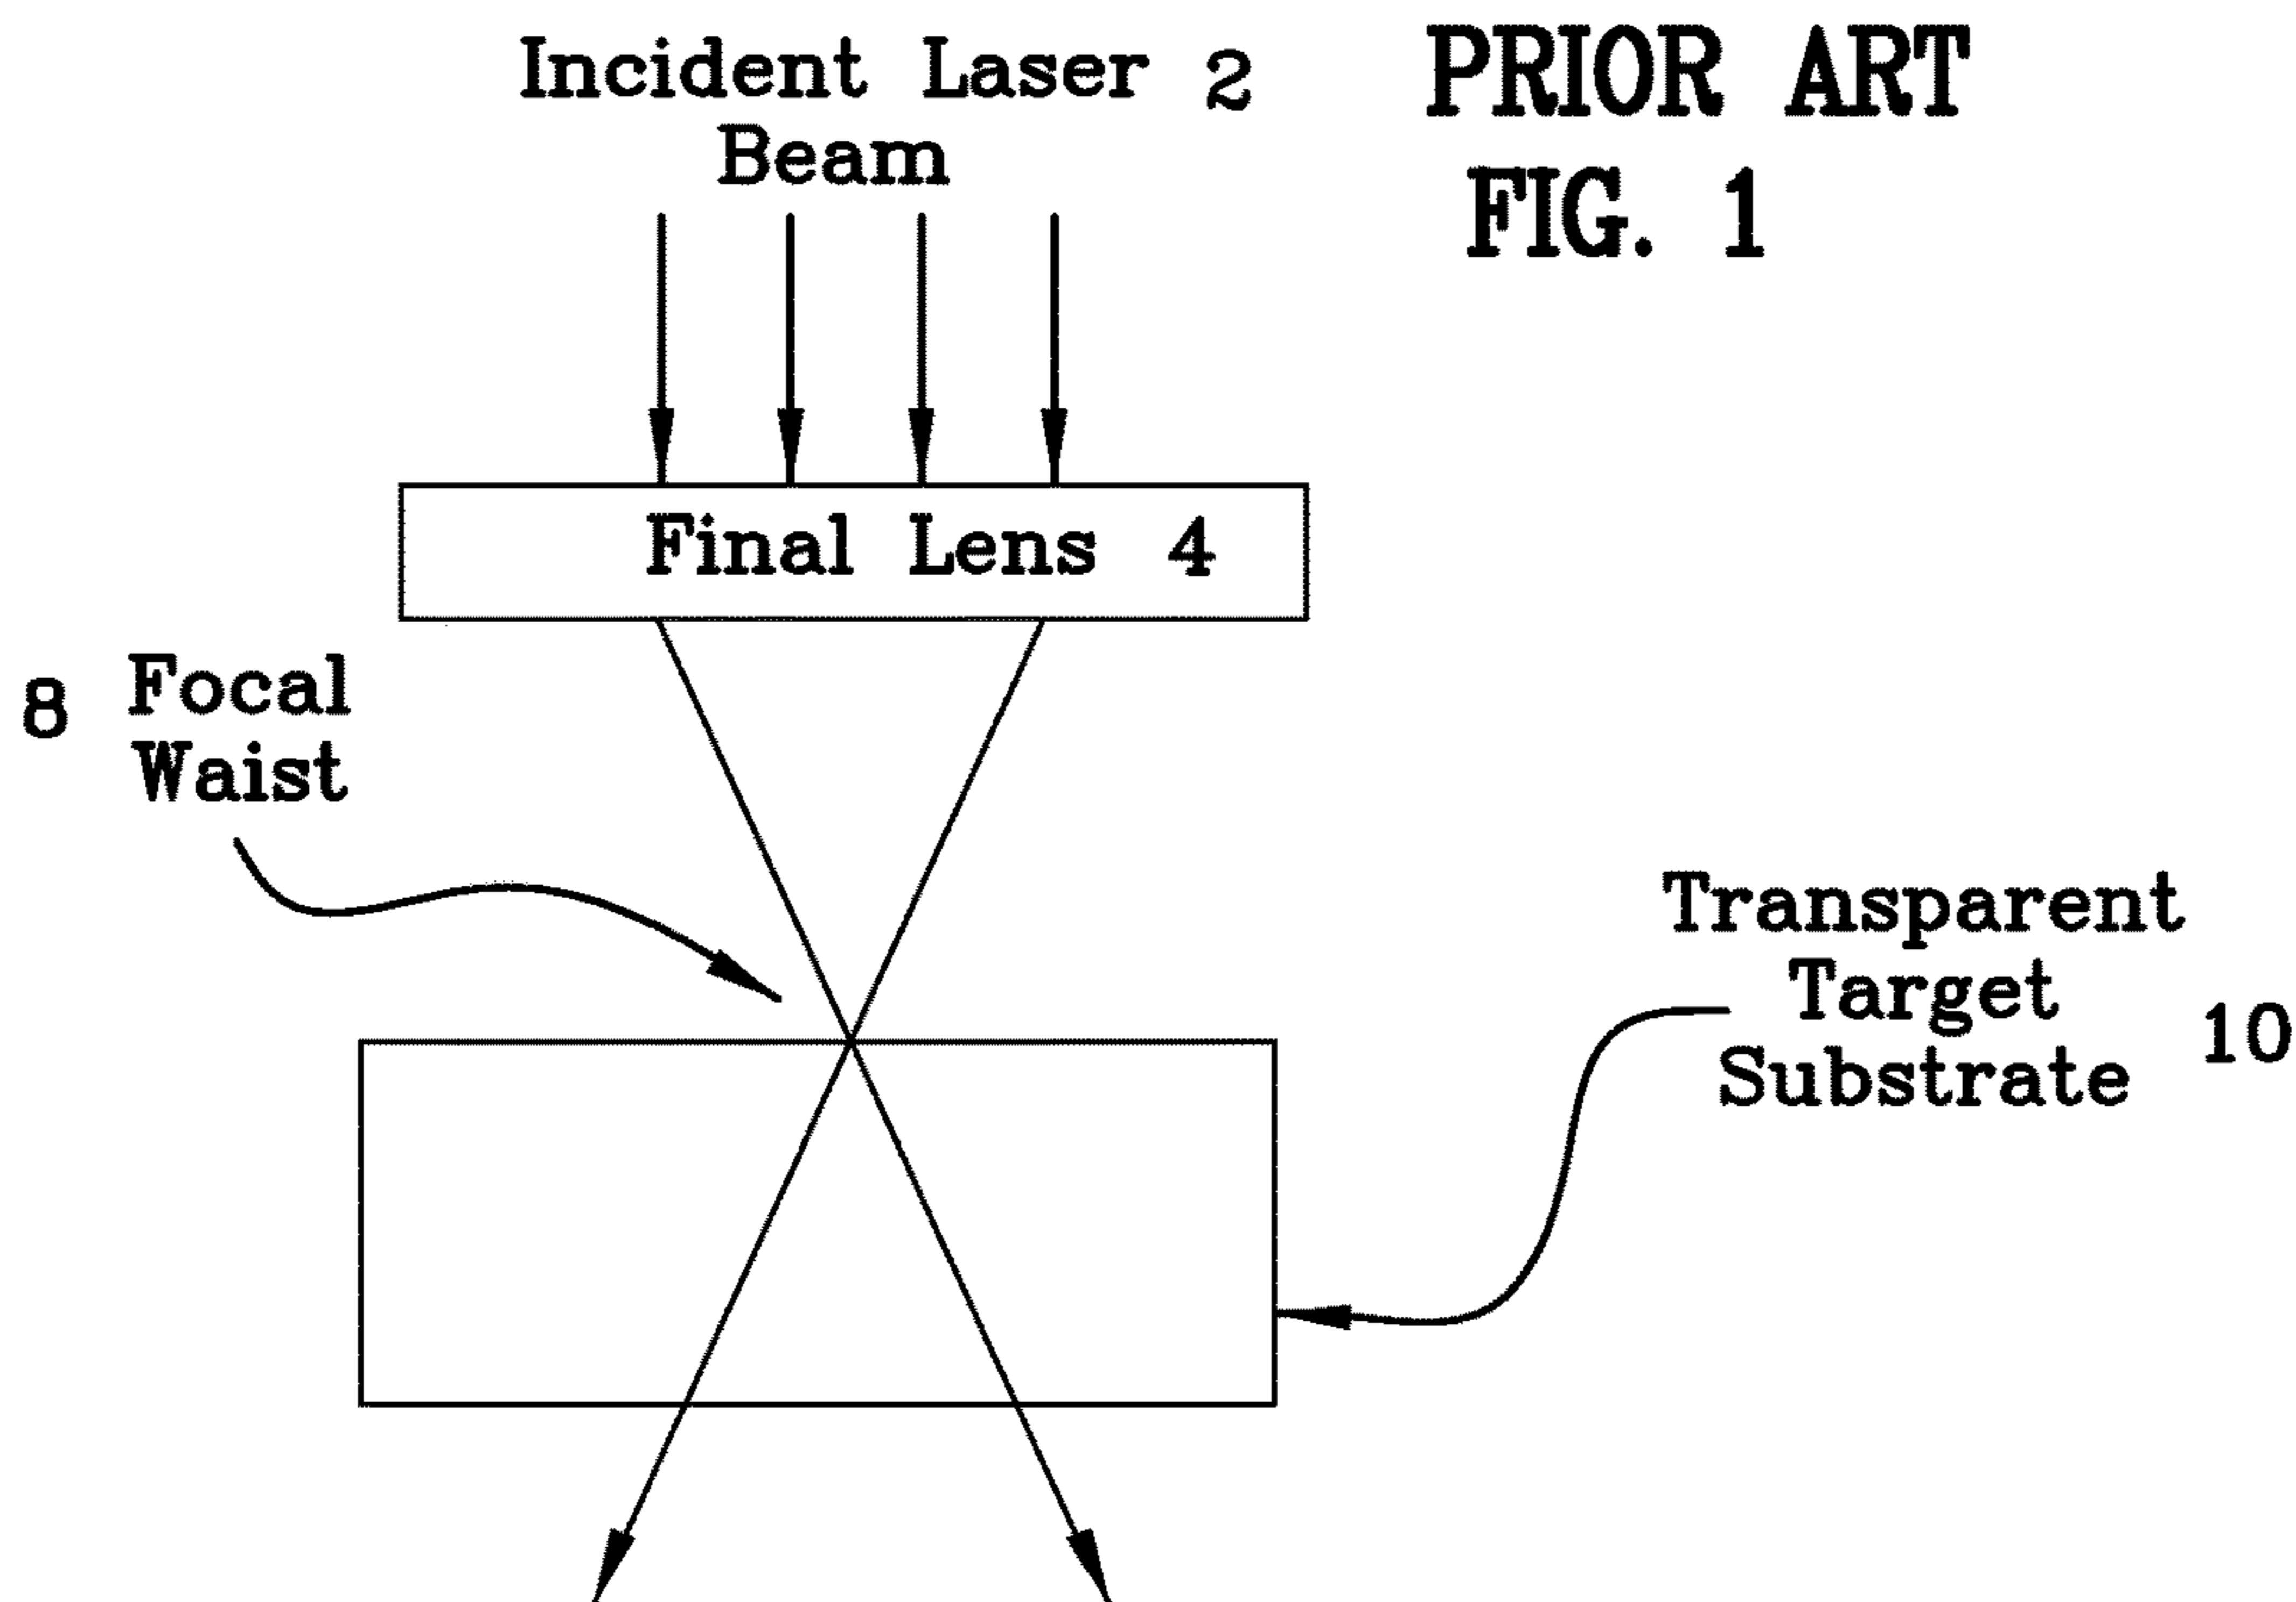 Incident Laser 2
Beam
PRIOR ART
FIG. 1
Final Lens 4
8 Focal
Waist
Transparent
Target
Substrate 10